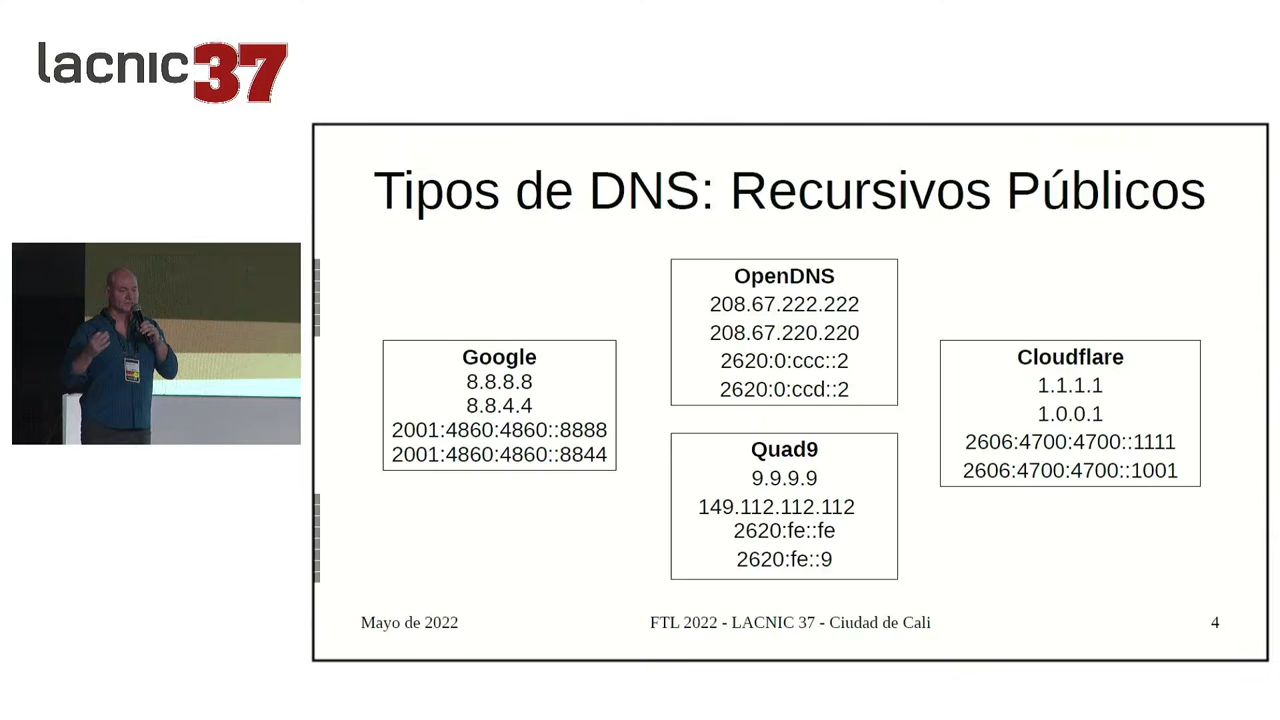 lacnic37
Tipos de DNS: Recursivos Públicos
OpenDNS
208.67.222.222
208.67.220.220
2620:0:ccc::2
2620:0:ccd::2
Google
8.8.8.8
8.8.4.4
2001:4860:4860::8888
2001:4860:4860::8844
Cloudflare
1.1.1.1
1.0.0.1
2606:4700:4700::1111
2606:4700:4700::1001
Quad9
9.9.9.9
149.112.112.112
2620:fe::fe
2620:fe::9
Mayo de 2022
FTL 2022 - LACNIC 37 - Ciudad de Cali
4